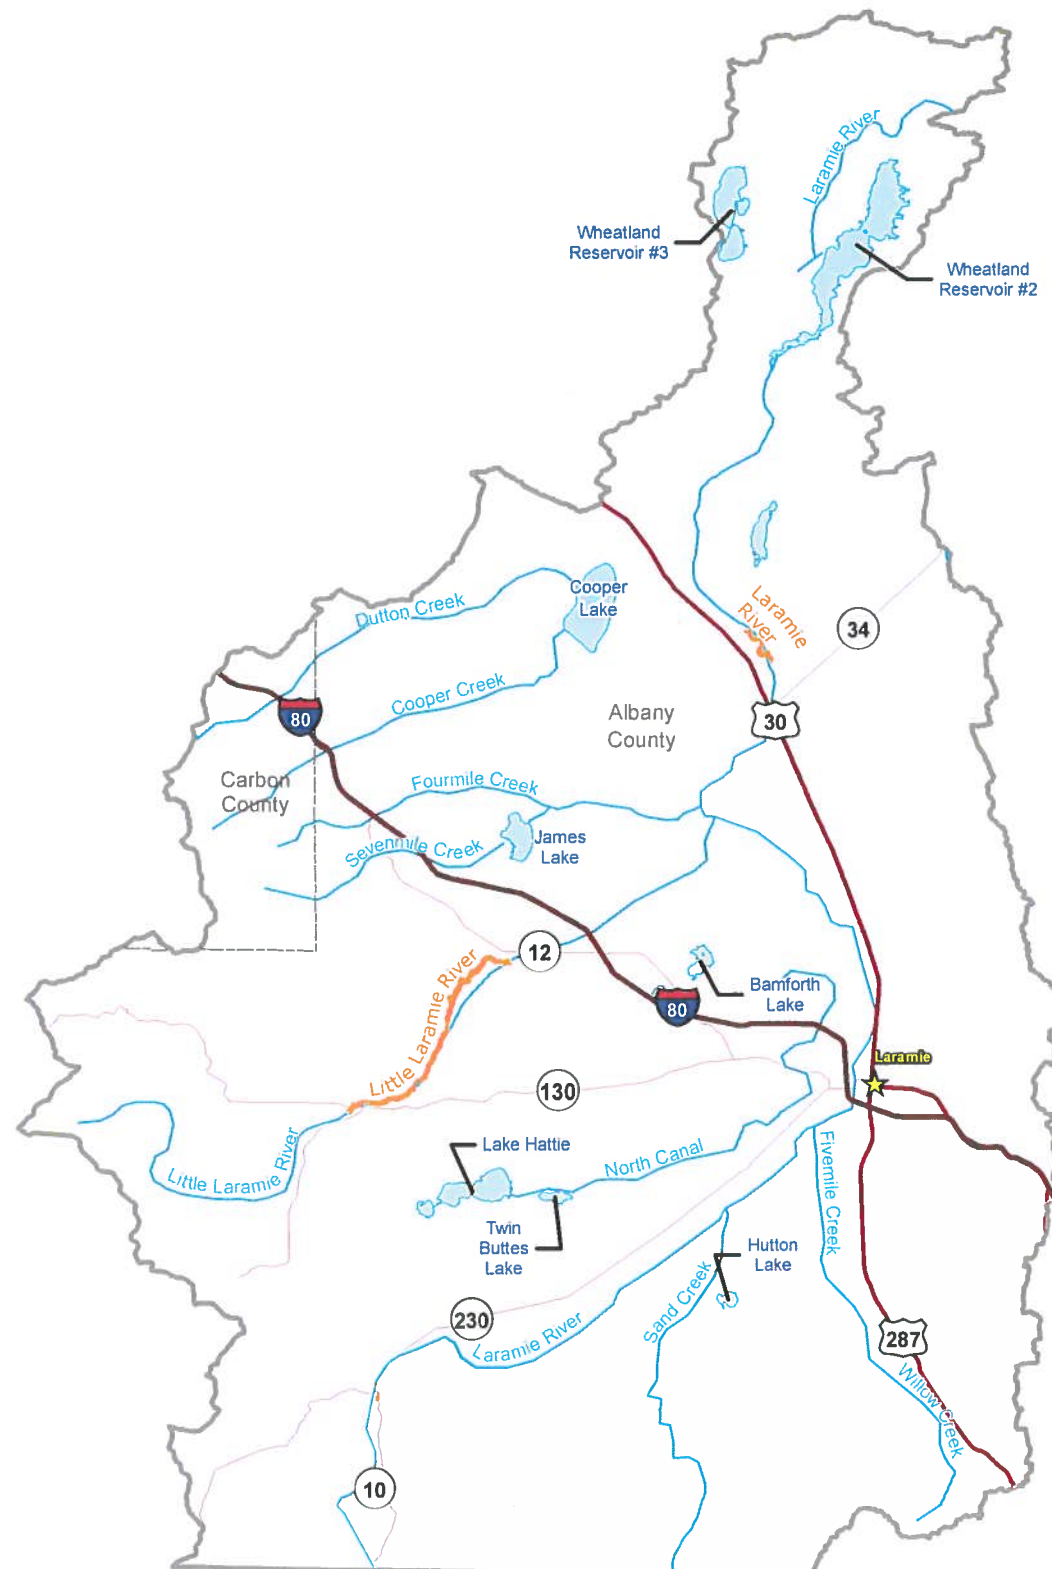 Laramie River
Wheatland
Reservoir #3
Wheatland
Reservoir #2
Cooper
Lake
Dutton Creek
Laramie
River
34
Cooper Creek
80
30
Albany
County
Carbon
County
Fourmile Creek
James
Lake
Sevenmile Creek
12
Little Laramie River
Bamforth
Lake
80
Laramie
130
Lake Hattie
North Canal
Fivemile Creek
Little Laramie River
Twin
Buttes
Lake
Hutton
Lake
Sand Creek
230
Laramie River
287
Willow Creek
10